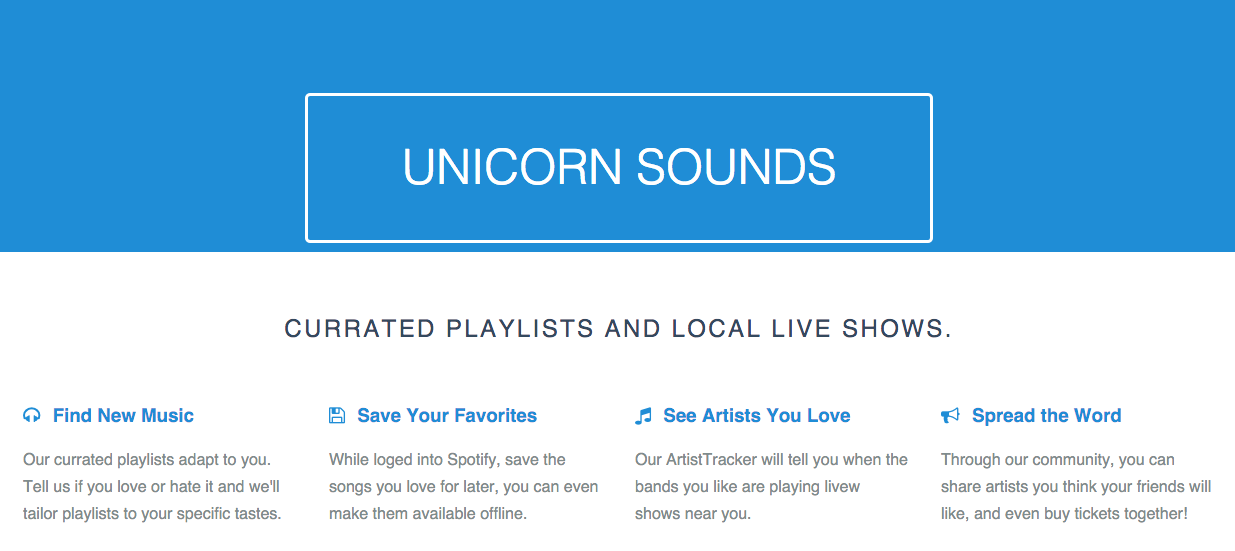 UNICORN SOUNDS
CURRATED PLAYLISTS AND LOCAL LIVE SHOWS.
Find New Music
Our currated playlists adapt to you.
Tell us if you love or hate it and we'll
tailor playlists to your specific tastes.
Save Your Favorites
While loged into Spotify, save the
songs you love for later, you can even
make them available offline.
See Artists You Love
Our ArtistTracker will tell you when the
bands you like are playing livew
shows near you.
Spread the Word
Through our community, you can
share artists you think your friends will
like, and even buy tickets together!